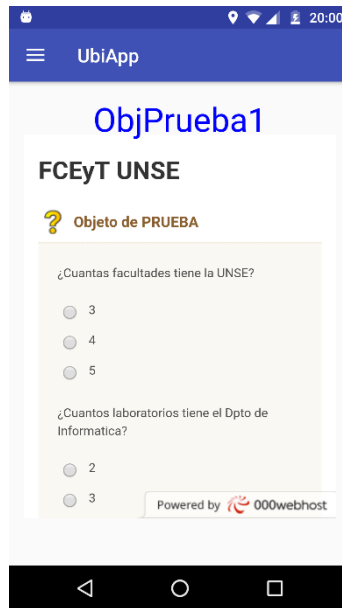 20:00
UbiApp
ObjPrueba1
FCEyT UNSE
Objeto de PRUEBA
¿Cuantas facultades tiene la UNSE?
3
4
5
¿Cuantos laboratorios tiene el Dpto de
Informatica?
2
3
Powered by 000webhost